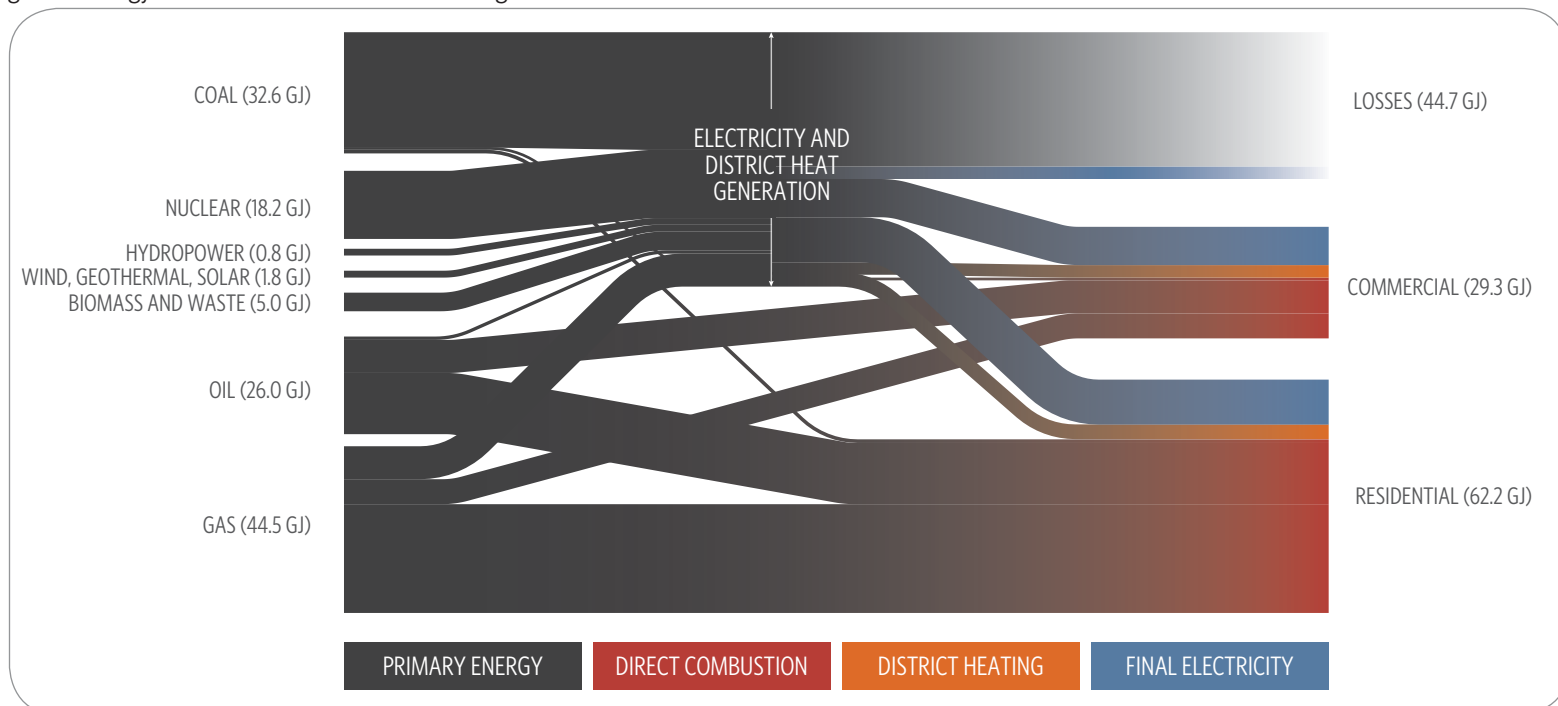 COAL (32.6 GJ)
NUCLEAR (18.2 GJ)
HYDROPOWER (0.8 GJ)
WIND, GEOTHERMAL, SOLAR (1.8 GJ)
BIOMASS AND WASTE (5.0 GJ)
OIL (26.0 GJ)
GAS (44.5 GJ)
ELECTRICITY AND
DISTRICT HEAT
GENERATION
LOSSES (44.7 GJ)
COMMERCIAL (29.3 GJ)
RESIDENTIAL (62.2 GJ)
PRIMARY ENERGY
DIRECT COMBUSTION
DISTRICT HEATING
FINAL ELECTRICITY